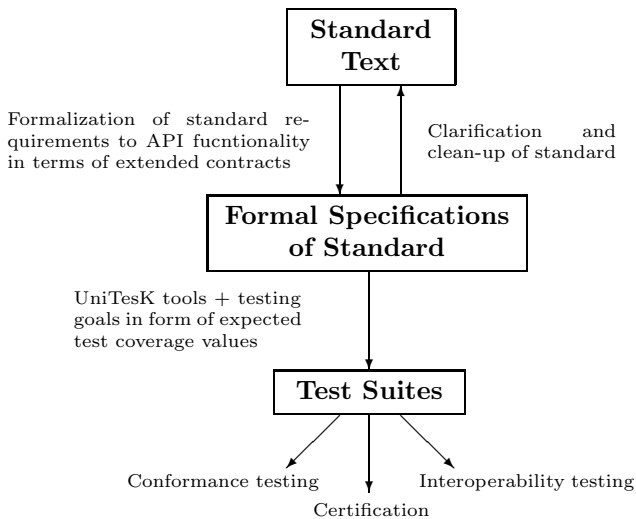 Standard
Text
Formalization of standard re-
quirements to API fucntionality
in terms of extended contracts
Clarification and
clean-up of standard
Formal Specifications
of Standard
UniTesK tools + testing
goals in form of expected
test coverage values
Test Suites
Conformance testing
Interoperability testing
Certification